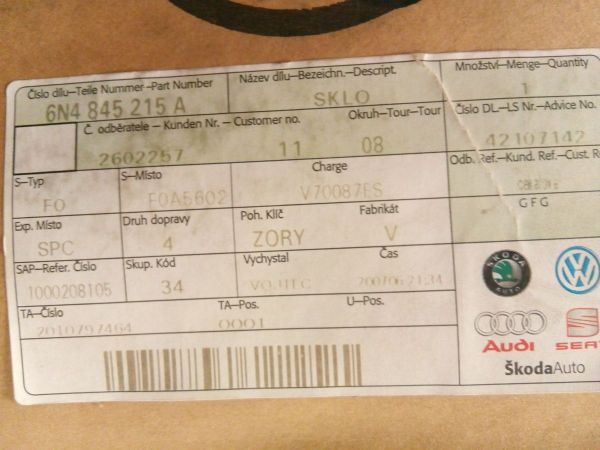 Číslo dílu–Teile Nummer–Part Number Název dílu–Bezeichn.–Descript. Množství–Menge–Quantity
6N4 845 215 A SKLO 1
Č. odběratele – Kunden Nr. – Customer no. Okruh–Tour–Tour Číslo DL–LS Nr–Advice No.
2602257 11 08 42107142
S–Typ S–Místo Charge Odb. Ref.–Kund. Ref.–Cust. R
FO F0A5602 V70087ES
GFG
Exp. Místo Druh dopravy Poh. Klíč Fabrikát
SPC 4 ZORY V
SAP–Refer. Číslo Skup. Kód Vychystal Čas
1000208105 34 VOJTEC
TA–Číslo TA–Pos. U–Pos.
2010797464 0001
ŠKODA
AUTO
Audi
SEAT
ŠkodaAuto